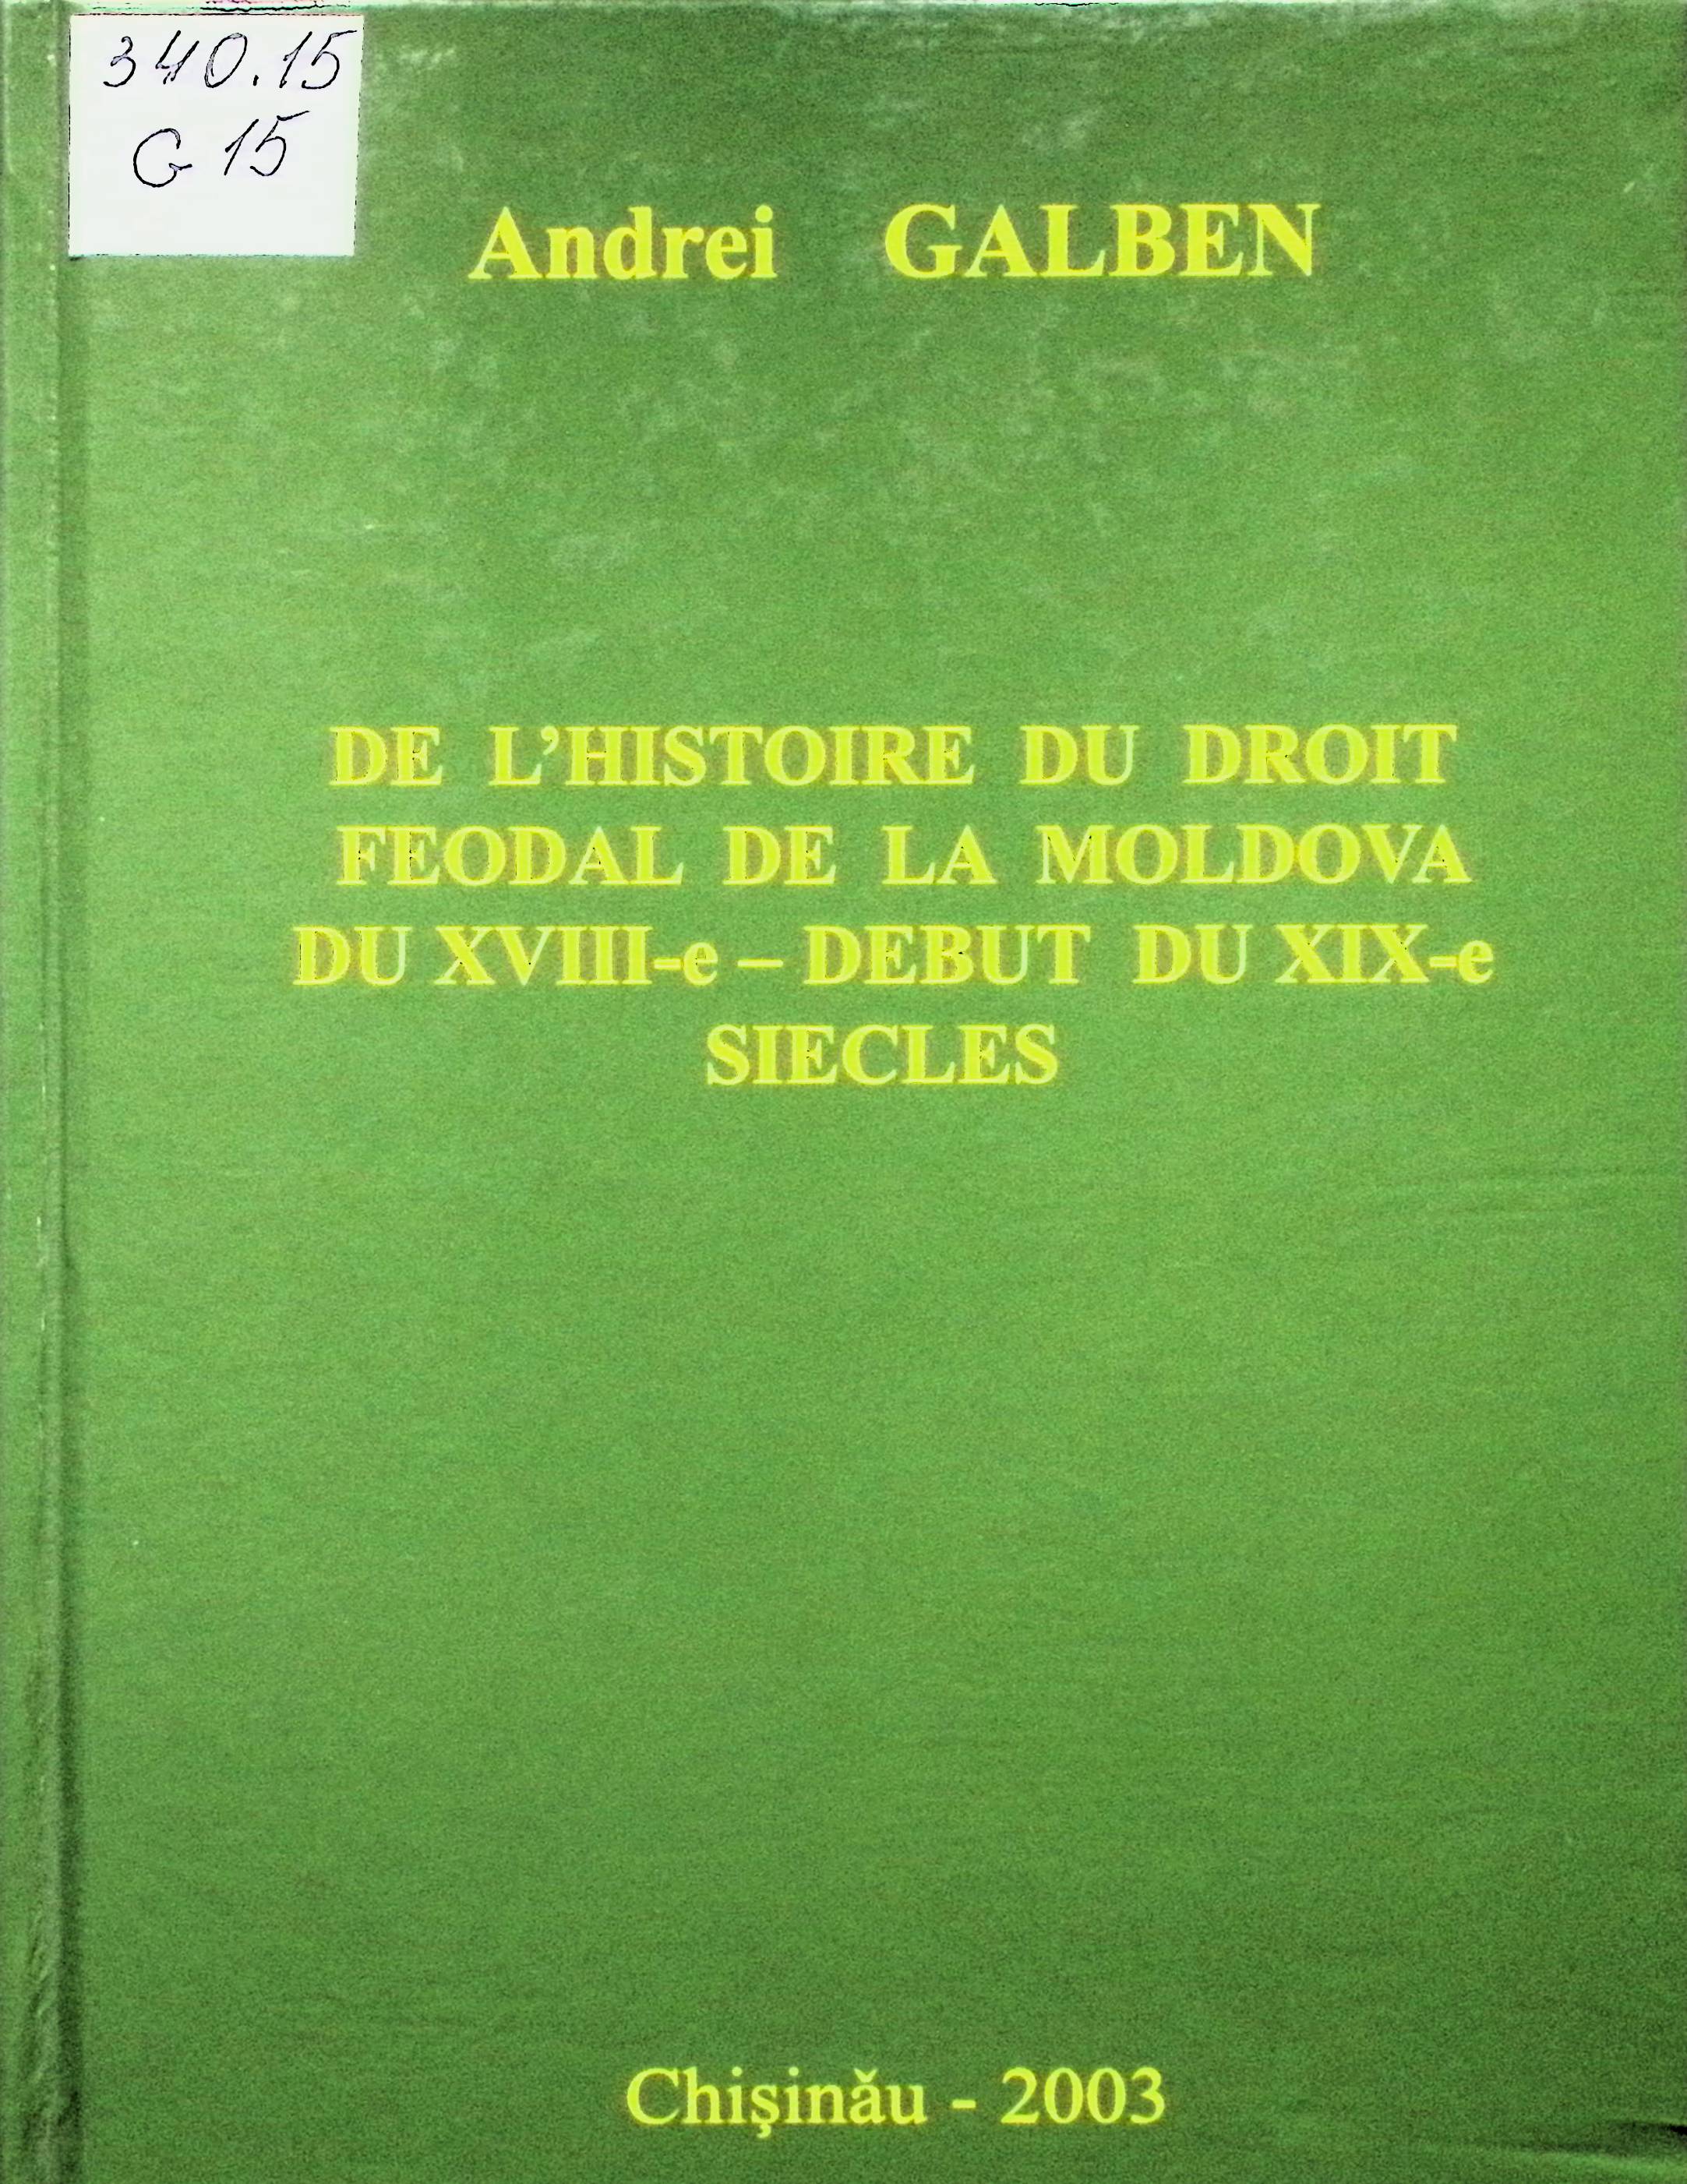 340.15
G 15
Andrei GALBEN
DE L'HISTOIRE DU DROIT
FEODAL DE LA MOLDOVA
DU XVIII-e – DEBUT DU XIX-e
SIECLES
Chişinău - 2003